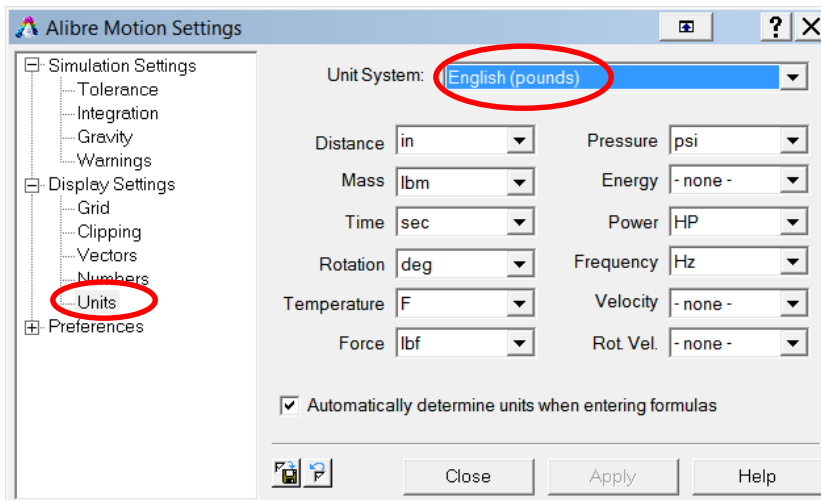 Alibre Motion Settings
?
Simulation Settings
Tolerance
Integration
Gravity
Warnings
Display Settings
Grid
Clipping
Vectors
Numbers
Units
Preferences
Unit System: English (pounds)
Distance in Pressure psi
Mass lbm Energy - none -
Time sec Power HP
Rotation deg Frequency Hz
Temperature F Velocity - none -
Force lbf Rot. Vel. - none -
Automatically determine units when entering formulas
Close Apply Help